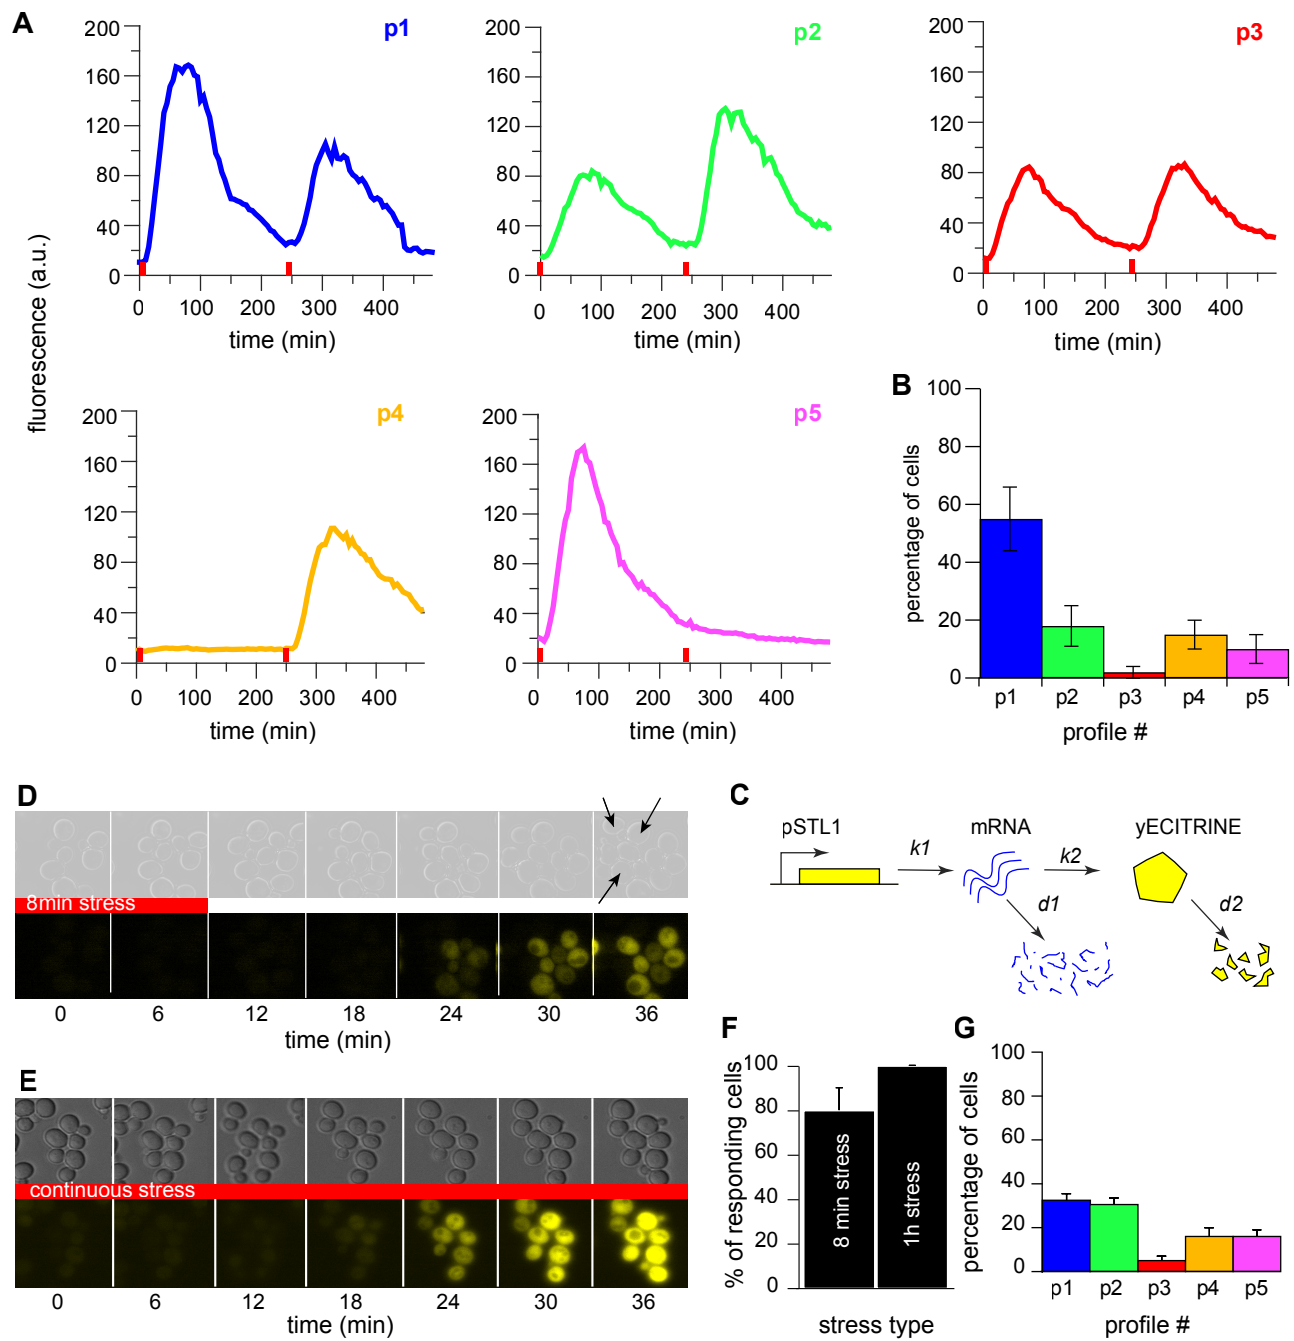 A
p1
p2
p3
200
160
120
80
40
0
0 100 200 300 400
time (min)
200
160
120
80
40
0
0 100 200 300 400
time (min)
200
160
120
80
40
0
0 100 200 300 400
time (min)
fluorescence (a.u.)
p4
200
160
120
80
40
0
0 100 200 300 400
time (min)
p5
200
160
120
80
40
0
0 100 200 300 400
time (min)
B
percentage of cells
100
80
60
40
20
0
p1 p2 p3 p4 p5
profile #
D
8min stress
0 6 12 18 24 30 36
time (min)
C
pSTL1
mRNA
yECITRINE
k1
k2
d1
d2
E
continuous stress
0 6 12 18 24 30 36
time (min)
F
% of responding cells
100
80
60
40
20
0
8 min stress
1h stress
stress type
G
percentage of cells
100
80
60
40
20
0
p1 p2 p3 p4 p5
profile #